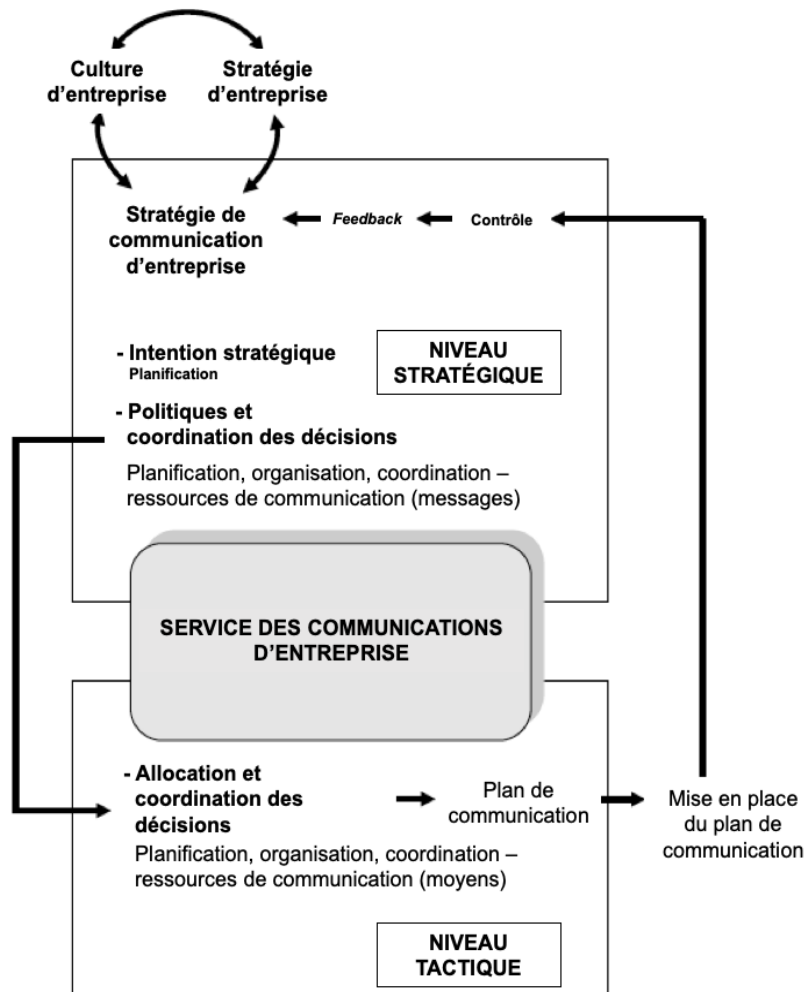 Culture
d'entreprise
Stratégie
d'entreprise
Stratégie de
communication
d'entreprise
Feedback
Contrôle
- Intention stratégique
Planification
NIVEAU
STRATÉGIQUE
- Politiques et
coordination des décisions
Planification, organisation, coordination –
ressources de communication (messages)
SERVICE DES COMMUNICATIONS
D'ENTREPRISE
- Allocation et
coordination des
décisions
Plan de
communication
Mise en place
du plan de
communication
Planification, organisation, coordination –
ressources de communication (moyens)
NIVEAU
TACTIQUE